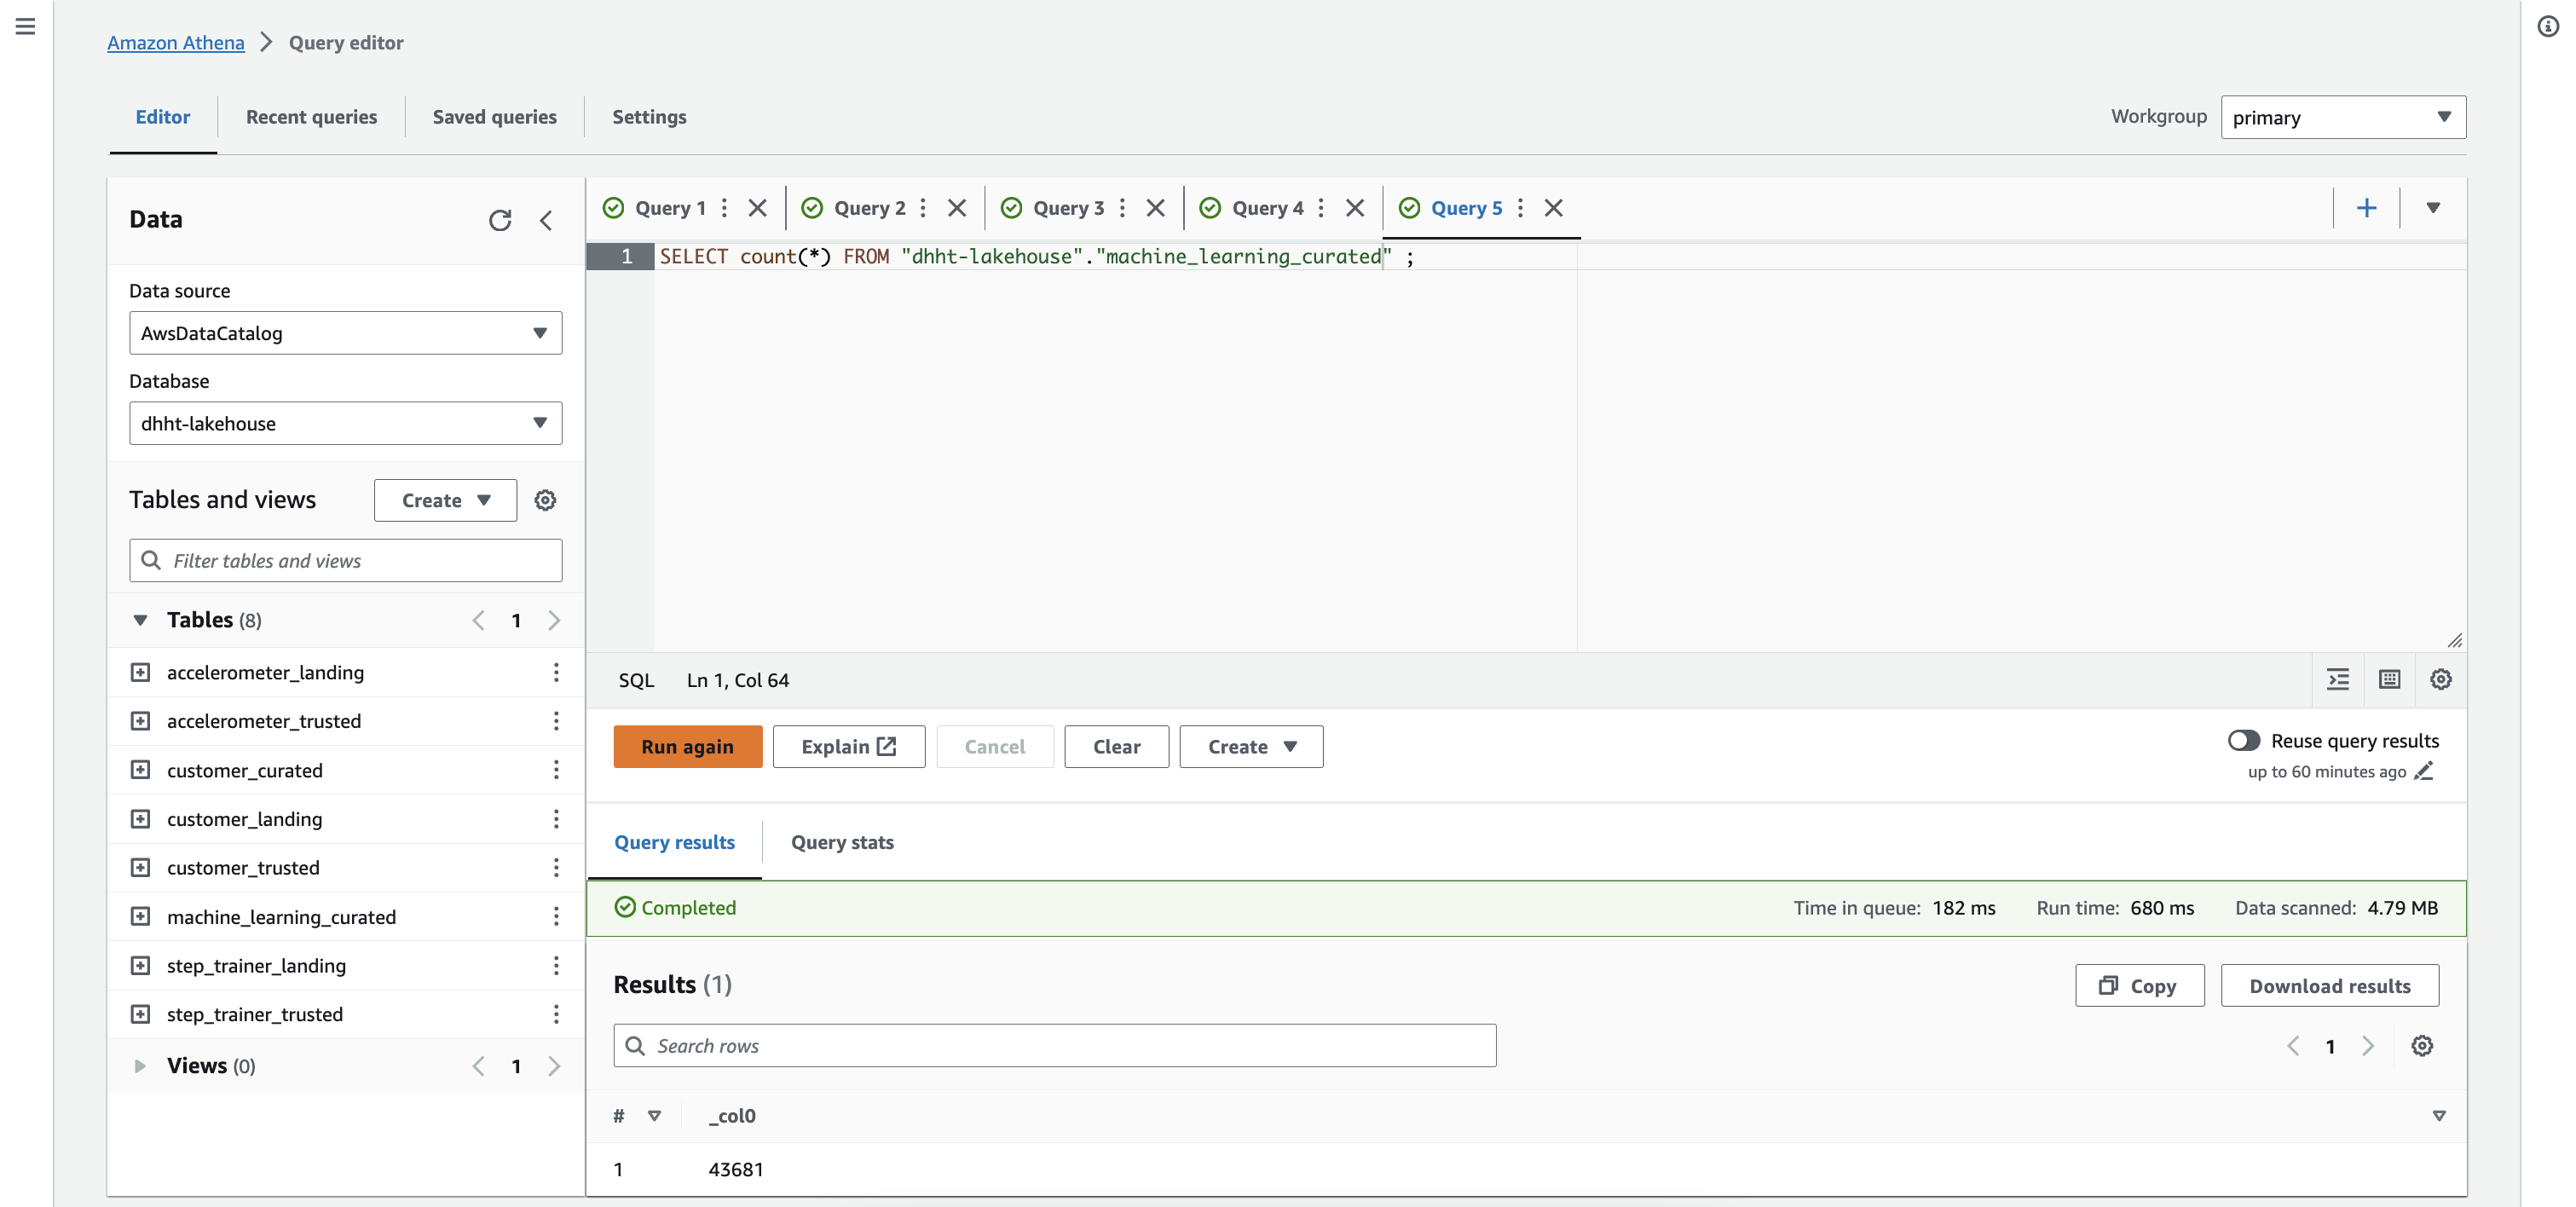 Amazon Athena > Query editor
Editor Recent queries Saved queries Settings
Workgroup primary
Data
Data source
AwsDataCatalog
Database
dhht-lakehouse
Tables and views Create
Filter tables and views
Tables (8) 1
accelerometer_landing
accelerometer_trusted
customer_curated
customer_landing
customer_trusted
machine_learning_curated
step_trainer_landing
step_trainer_trusted
Views (0) 1
Query 1 Query 2 Query 3 Query 4 Query 5
1 SELECT count(*) FROM "dhht-lakehouse"."machine_learning_curated" ;
SQL Ln 1, Col 64
Run again Explain Cancel Clear Create
Reuse query results
up to 60 minutes ago
Query results Query stats
Completed
Time in queue: 182 ms Run time: 680 ms Data scanned: 4.79 MB
Results (1)
Copy Download results
Search rows
1
# _col0
1 43681